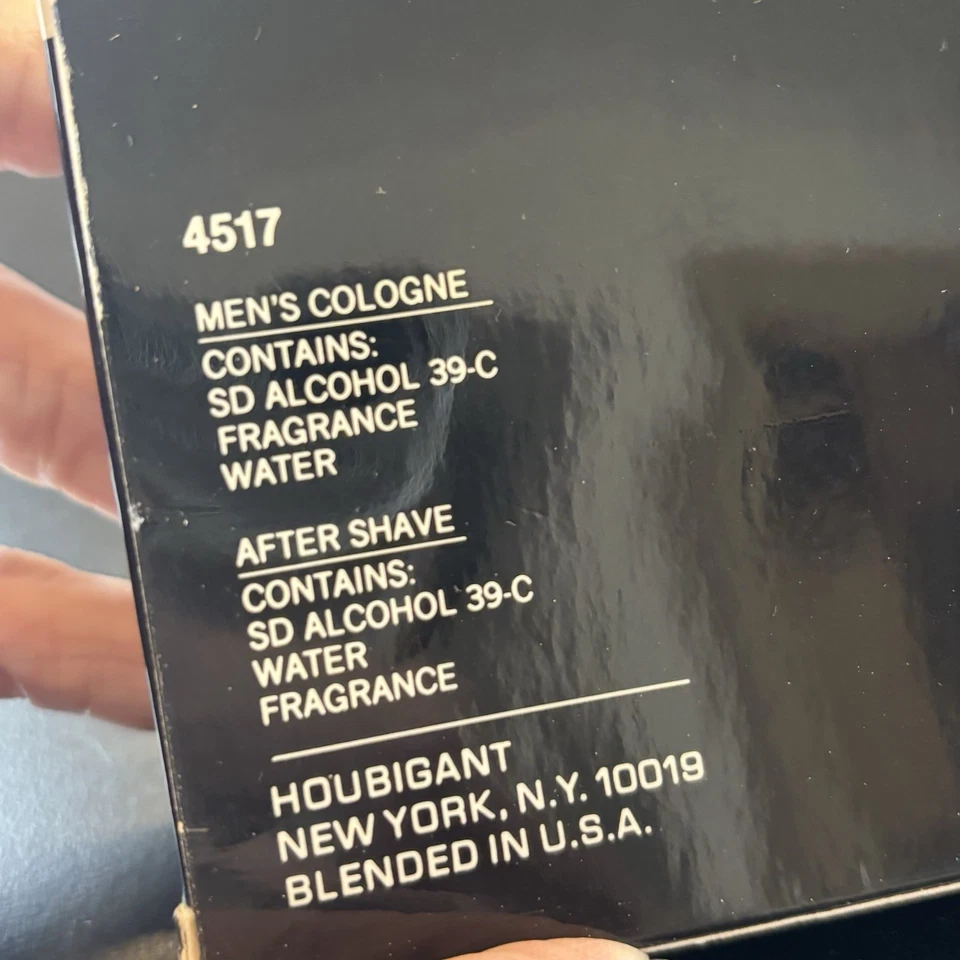 4517
MEN'S COLOGNE
CONTAINS:
SD ALCOHOL 39-C
FRAGRANCE
WATER
AFTER SHAVE
CONTAINS:
SD ALCOHOL 39-C
WATER
FRAGRANCE
HOUBIGANT
NEW YORK, N.Y. 10019
BLENDED IN U.S.A.